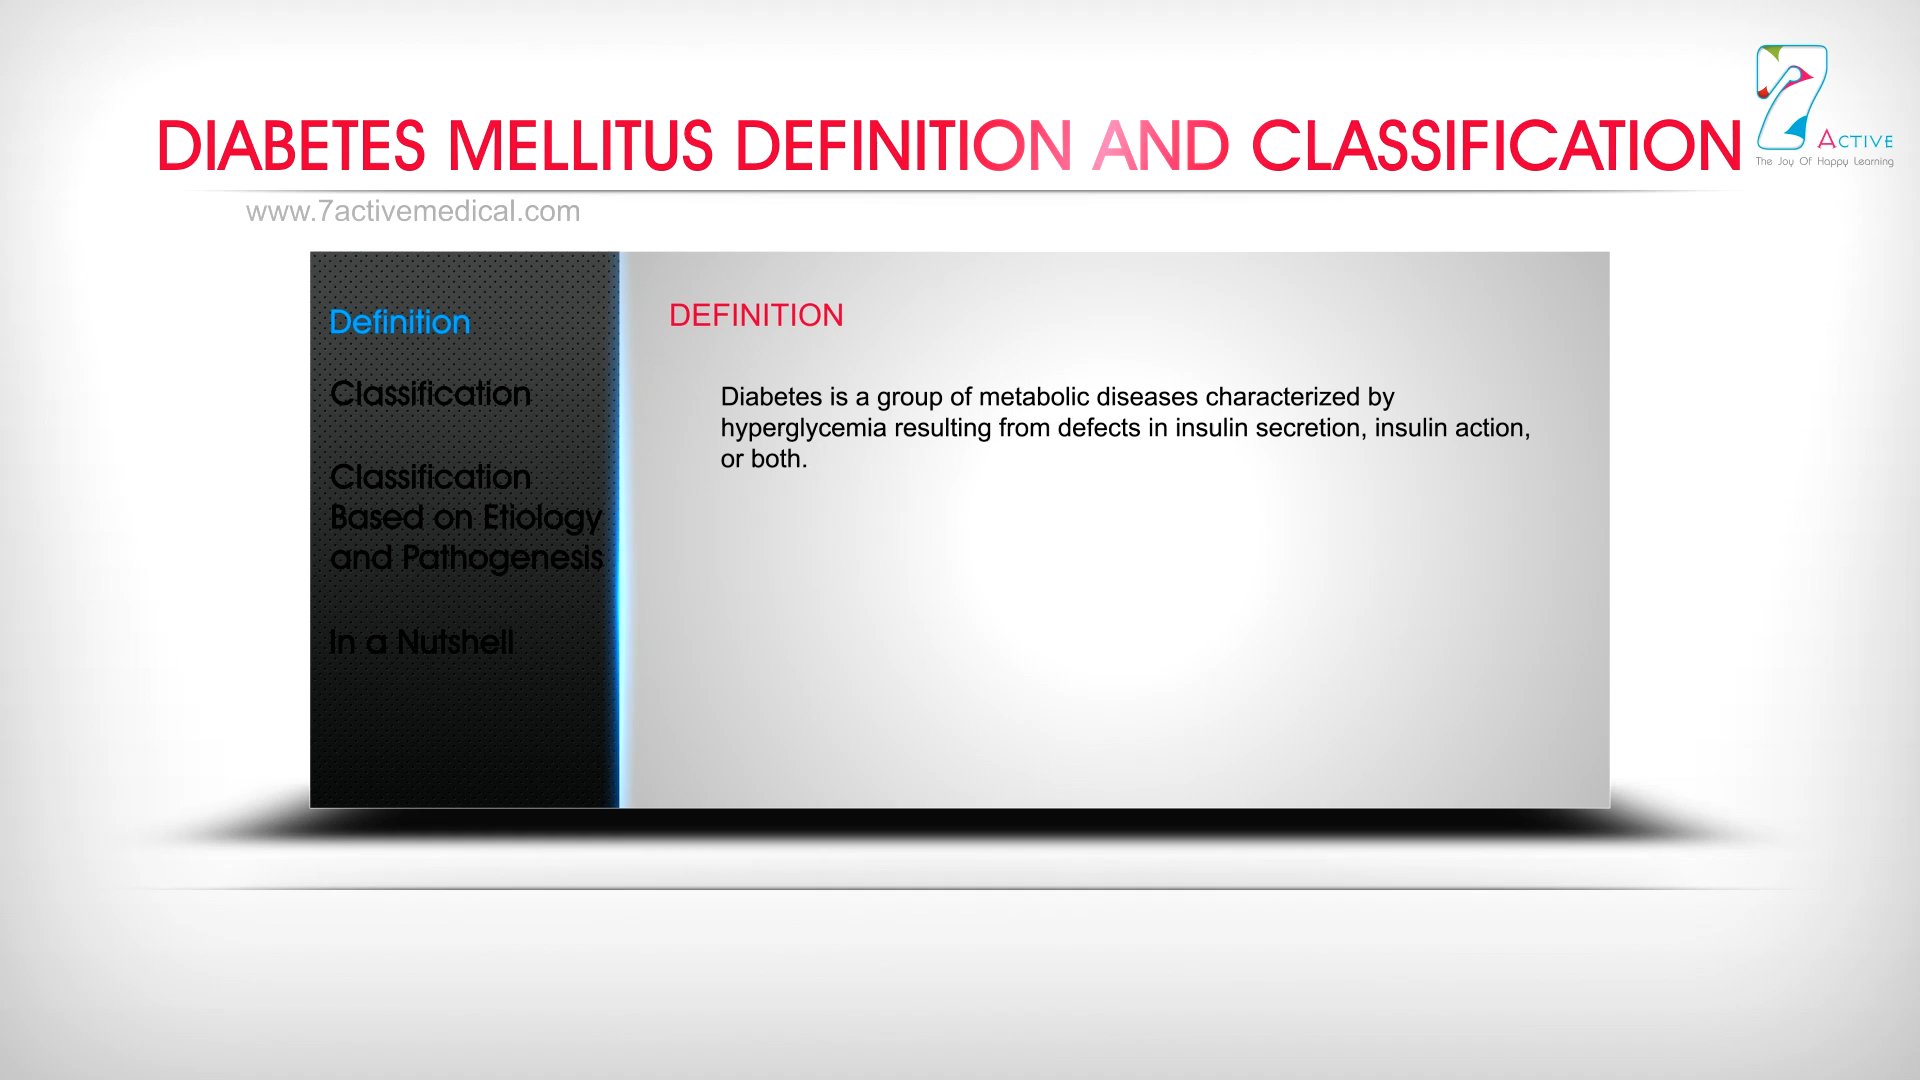 DIABETES MELLITUS DEFINITION AND CLASSIFICATION
ACTIVE
The Joy Of Happy Learning
www.7activemedical.com
Definition
Classification
Classification
Based on Etiology
and Pathogenesis
In a Nutshell
DEFINITION
Diabetes is a group of metabolic diseases characterized by
hyperglycemia resulting from defects in insulin secretion, insulin action,
or both.